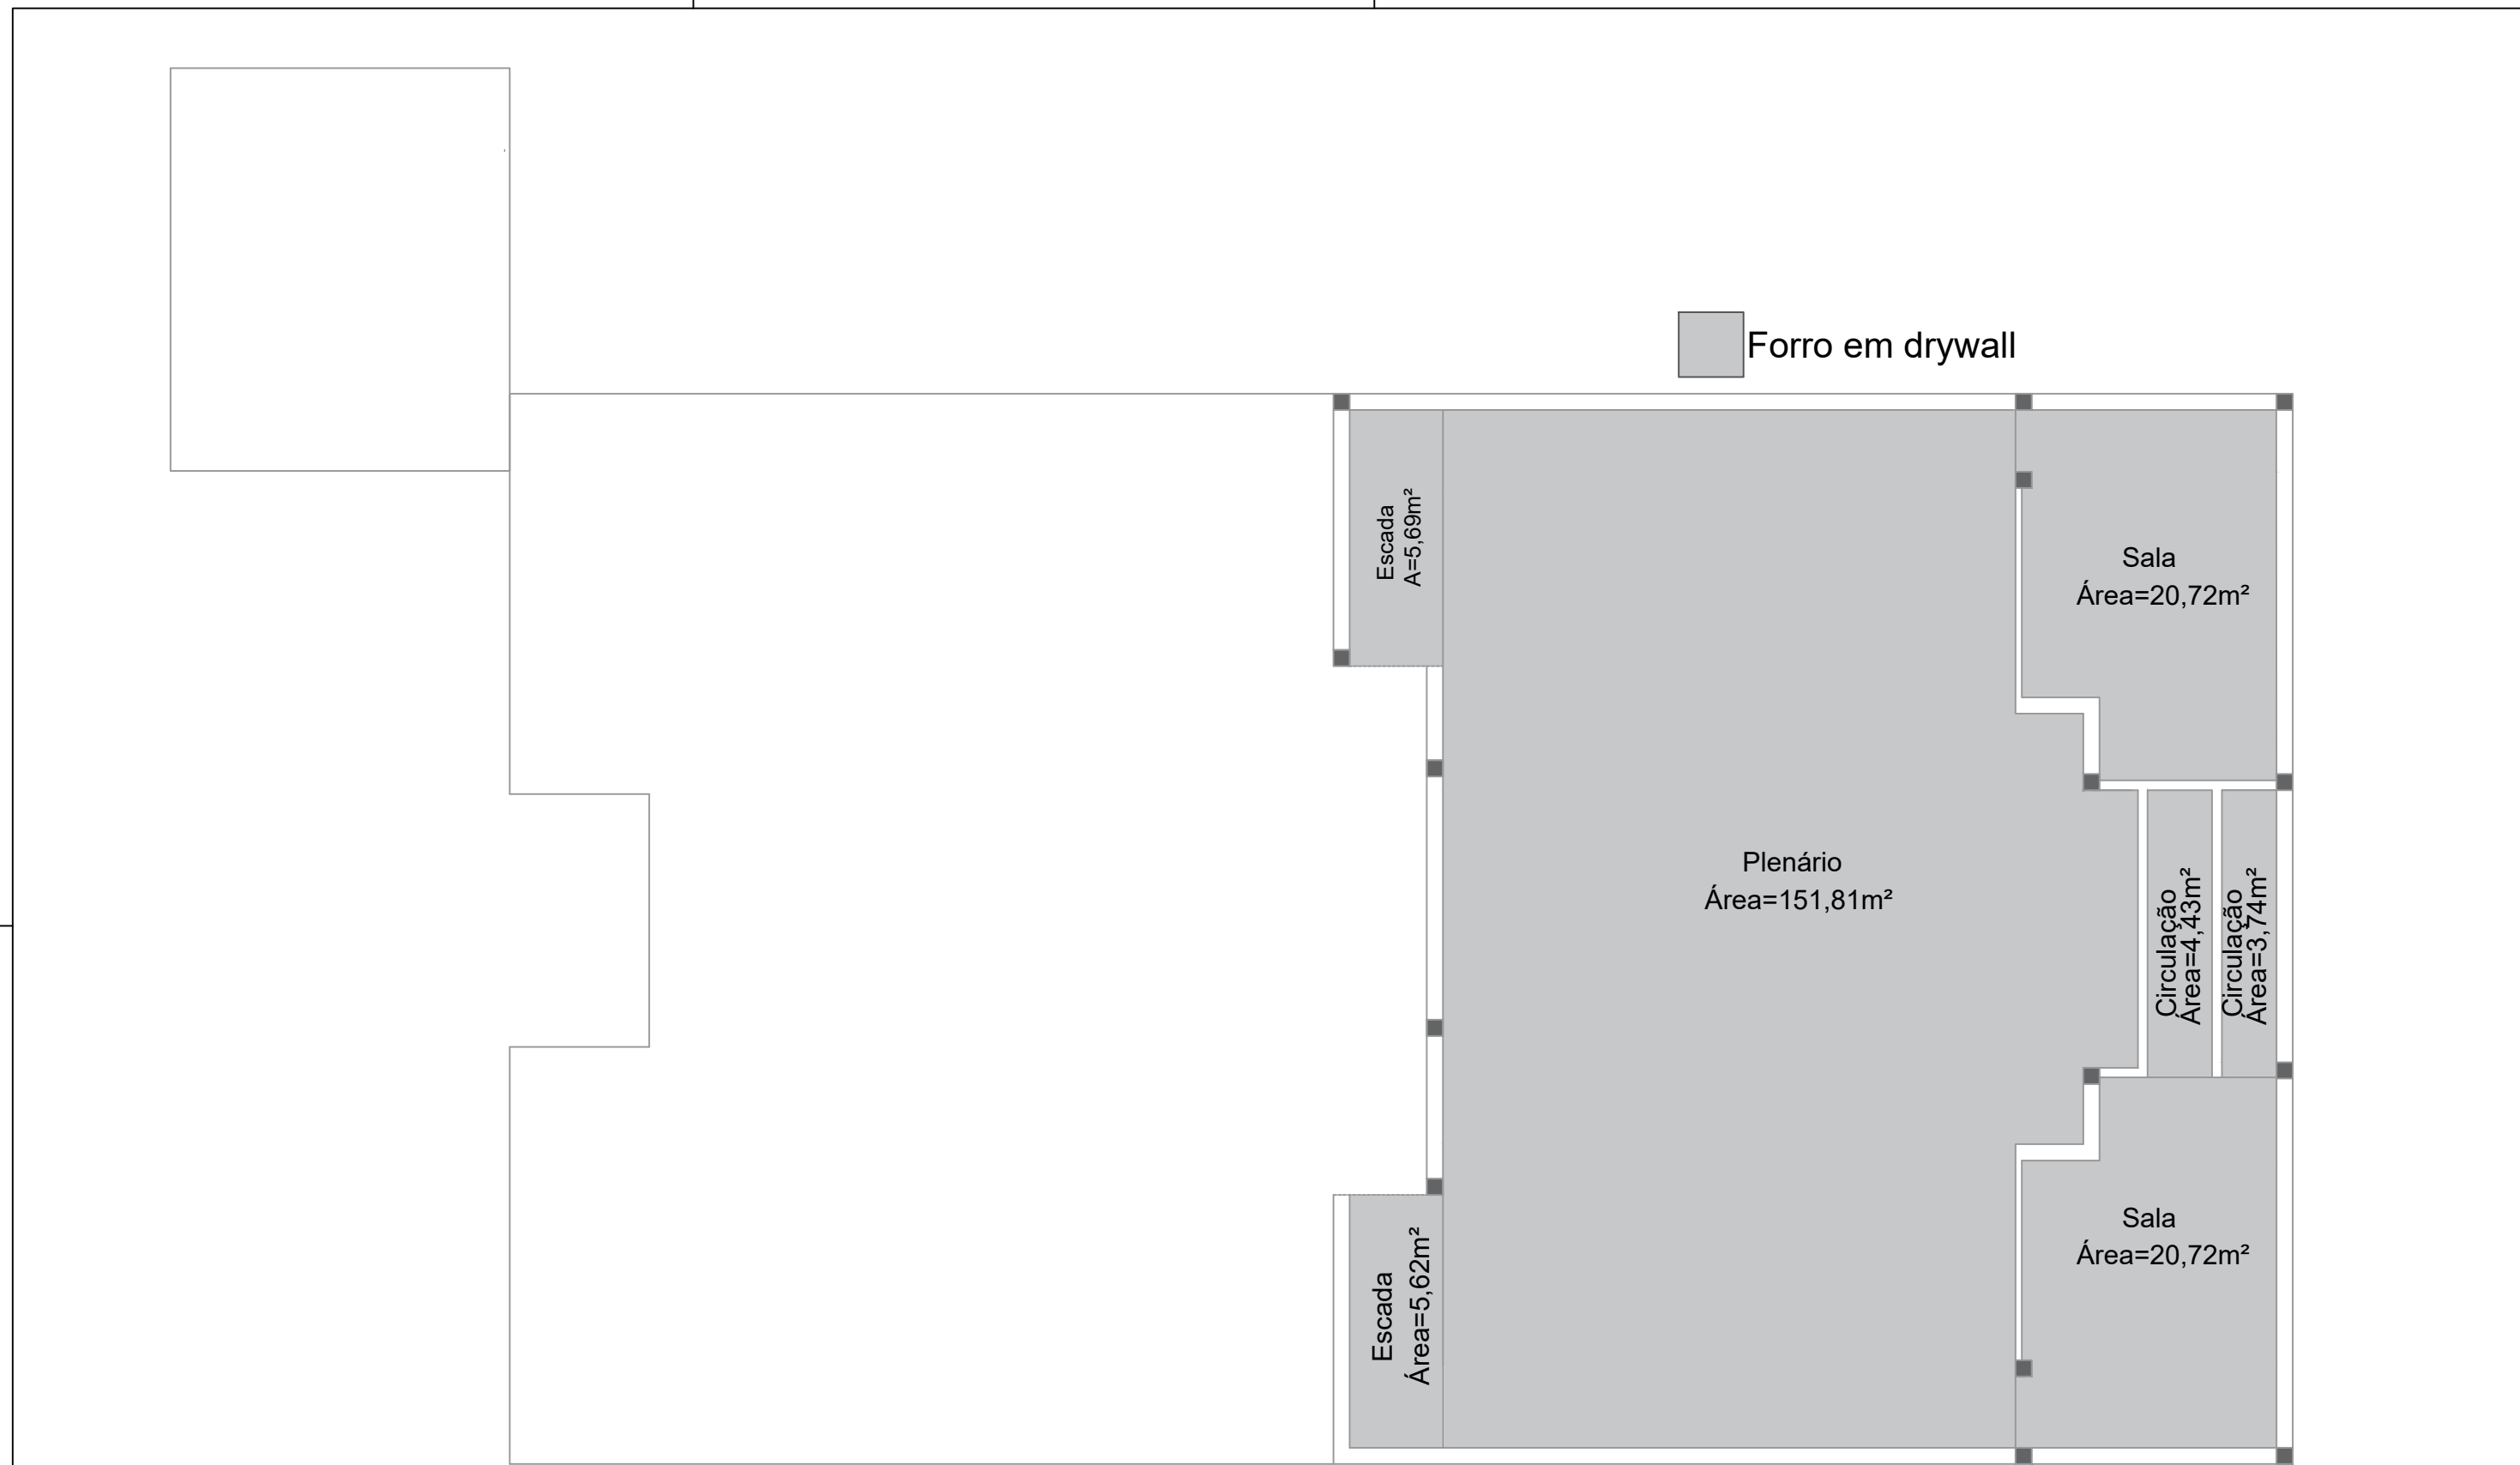 Forro em drywall
Escada
A=5,69m²
Sala
Área=20,72m²
Plenário
Área=151,81m²
Circulação
Área=4,43m²
Circulação
Área=3,74m²
Escada
Área=5,62m²
Sala
Área=20,72m²